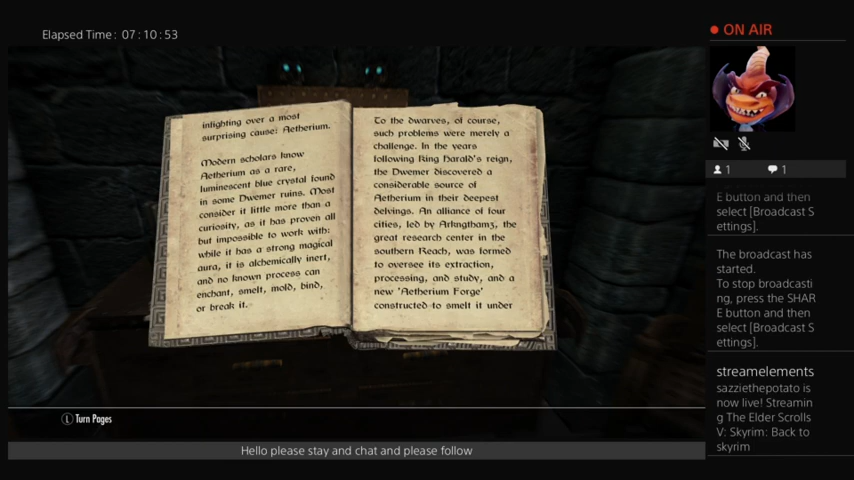 Elapsed Time: 07:10:53
ON AIR
infighting over a most
surprising cause: Aetherium.
Modern scholars know
Aetherium as a rare,
luminescent blue crystal found
in some Dwemer ruins. Most
consider it little more than a
curiosity, as it has proven all
but impossible to work with:
while it has a strong magical
aura, it is alchemically inert,
and no known process can
enchant, smelt, mold, bind,
or break it.
To the dwarves, of course,
such problems were merely a
challenge. In the years
following King Harald's reign,
the Dwemer discovered a
considerable source of
Aetherium in their deepest
delvings. An alliance of four
cities, led by Arkngthamz, the
great research center in the
southern Reach, was formed
to oversee its extraction,
processing, and study, and a
new 'Aetherium Forge'
constructed to smelt it under
L Turn Pages
Hello please stay and chat and please follow
1
1
E button and then
select [Broadcast S
ettings].
The broadcast has
started.
To stop broadcasti
ng, press the SHAR
E button and then
select [Broadcast S
ettings].
streamelements
sazziethepotato is
now live! Streamin
g The Elder Scrolls
V: Skyrim: Back to
skyrim